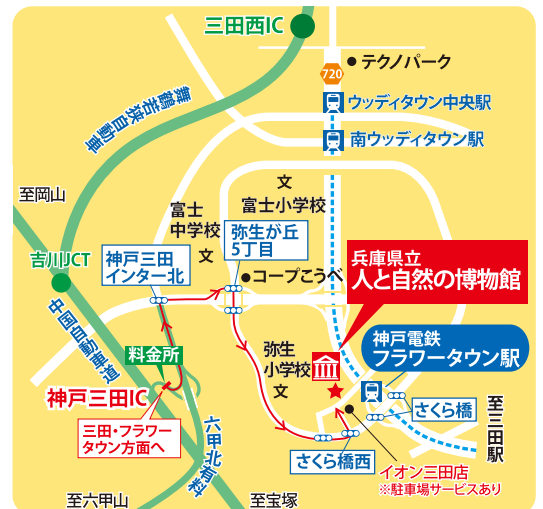 三田西IC
テクノパーク
720
ウッディタウン中央駅
南ウッディタウン駅
舞鶴若狭自動車
至岡山
文
富士小学校
富士
中学校
文
弥生が丘
5丁目
吉川JCT
神戸三田
インター北
コープこうべ
兵庫県立
人と自然の博物館
中国自動車道
料金所
弥生
小学校
文
神戸電鉄
フラワータウン駅
神戸三田IC
さくら橋
至三田駅
三田・フラワー
タウン方面へ
六甲北有料
さくら橋西
イオン三田店
※駐車場サービスあり
至六甲山
至宝塚